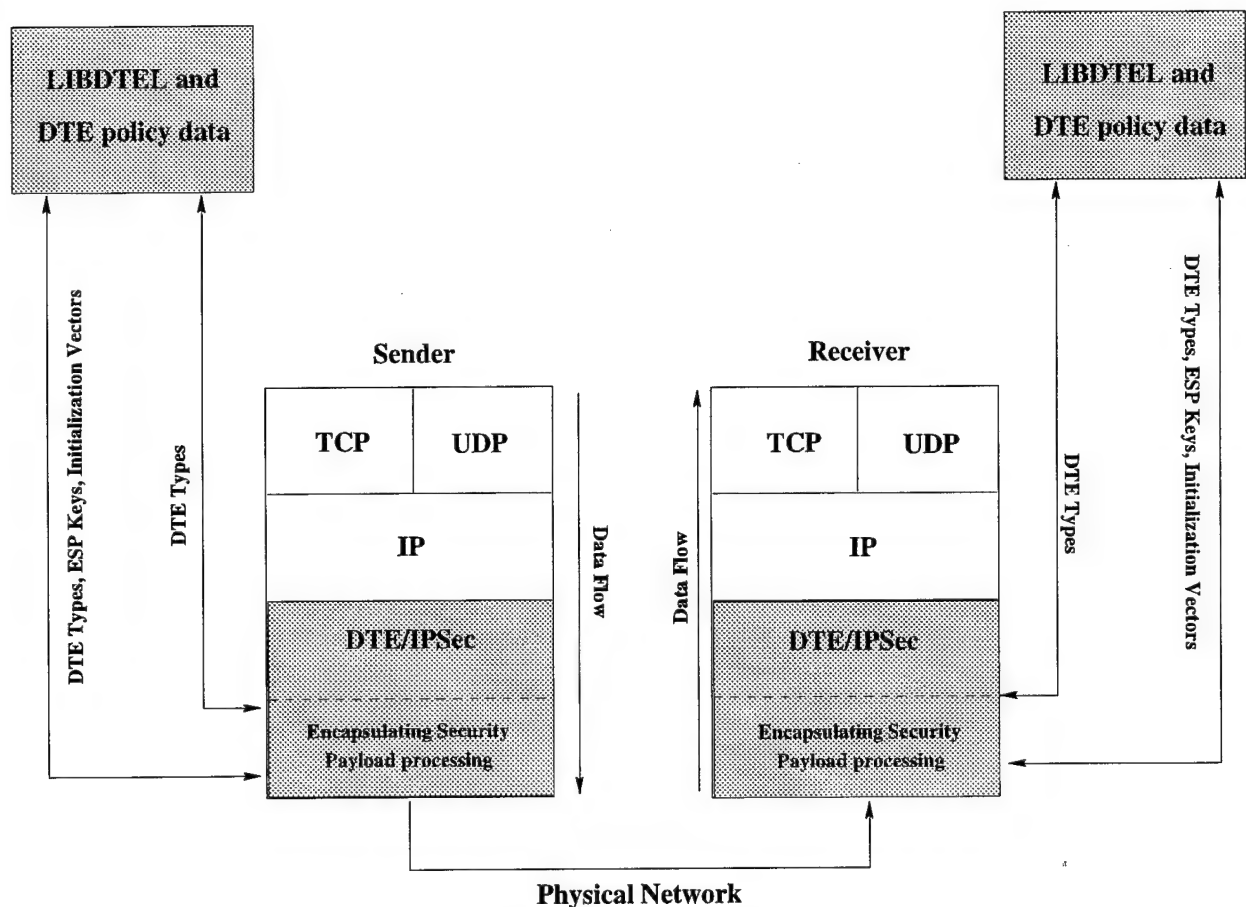 LIBDTEL and
DTE policy data
LIBDTEL and
DTE policy data
DTE Types, ESP Keys, Initialization Vectors
DTE Types
Sender
TCP
UDP
IP
DTE/IPSec
Encapsulating Security
Payload processing
Data Flow
Receiver
Data Flow
TCP
UDP
IP
DTE/IPSec
Encapsulating Security
Payload processing
DTE Types
DTE Types, ESP Keys, Initialization Vectors
Physical Network